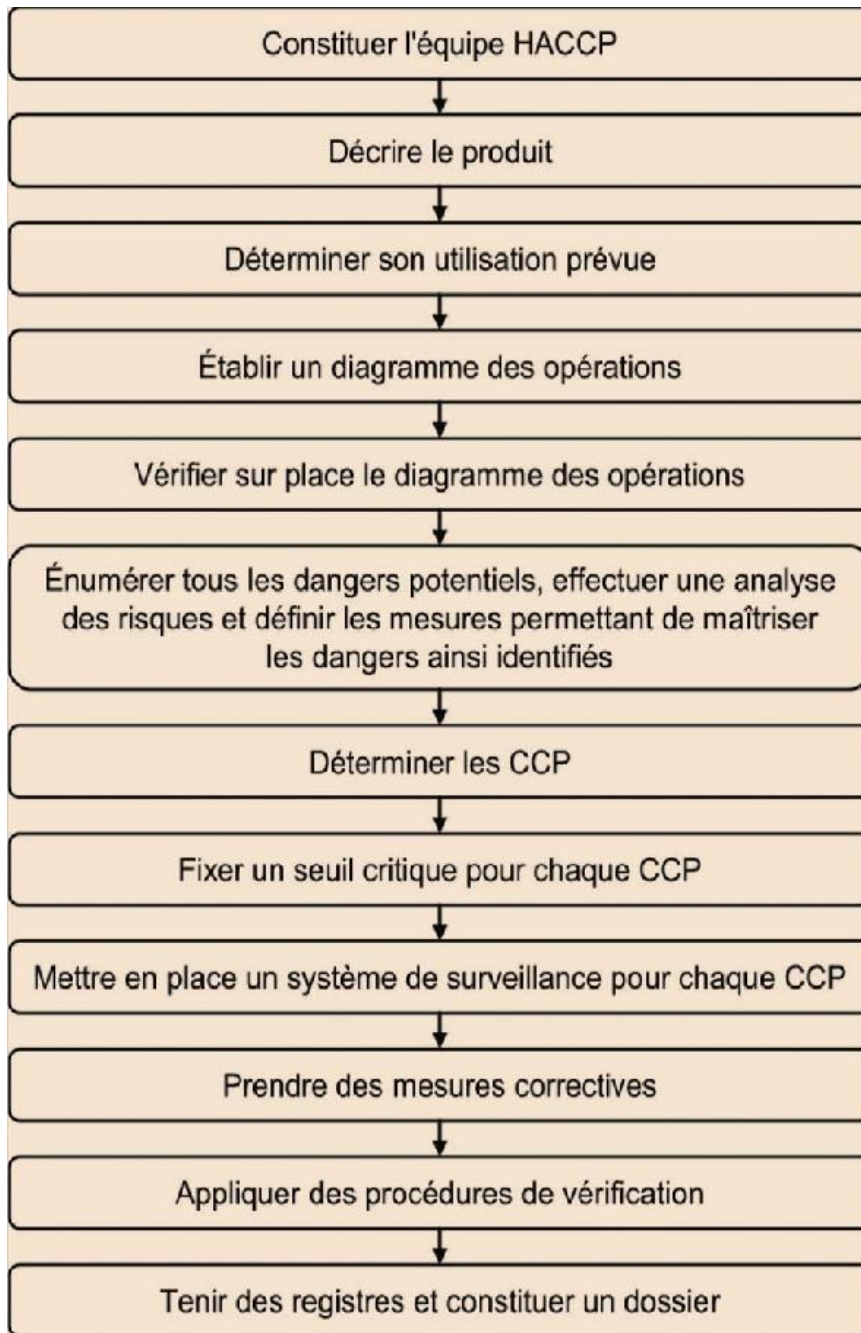 Constituer l'équipe HACCP
Décrire le produit
Déterminer son utilisation prévue
Établir un diagramme des opérations
Vérifier sur place le diagramme des opérations
Énumérer tous les dangers potentiels, effectuer une analyse
des risques et définir les mesures permettant de maîtriser
les dangers ainsi identifiés
Déterminer les CCP
Fixer un seuil critique pour chaque CCP
Mettre en place un système de surveillance pour chaque CCP
Prendre des mesures correctives
Appliquer des procédures de vérification
Tenir des registres et constituer un dossier